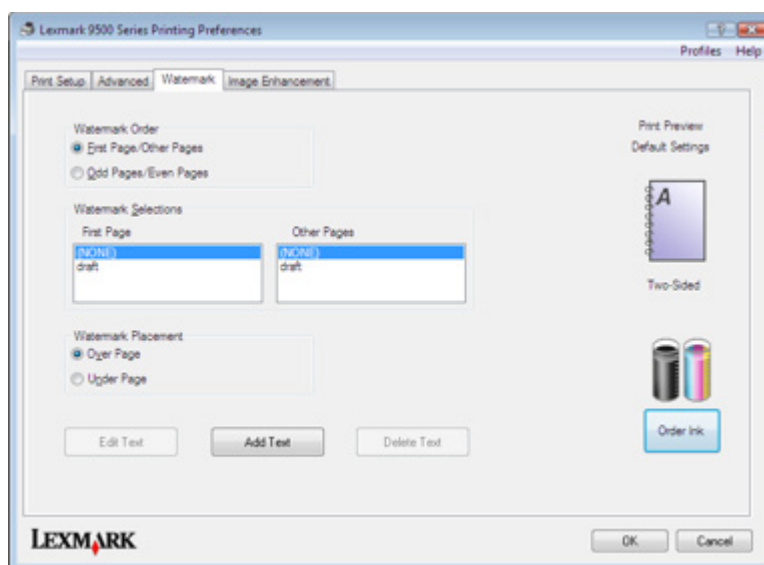 Lexmark 9500 Series Printing Preferences
Profiles Help
Print Setup Advanced Watermark Image Enhancement
Watermark Order
First Page/Other Pages
Odd Pages/Even Pages
Watermark Selections
First Page Other Pages
(NONE) (NONE)
draft draft
Watermark Placement
Over Page
Under Page
Edit Text Add Text Delete Text
Print Preview
Default Settings
A
Two-Sided
Order Ink
LEXMARK
OK Cancel